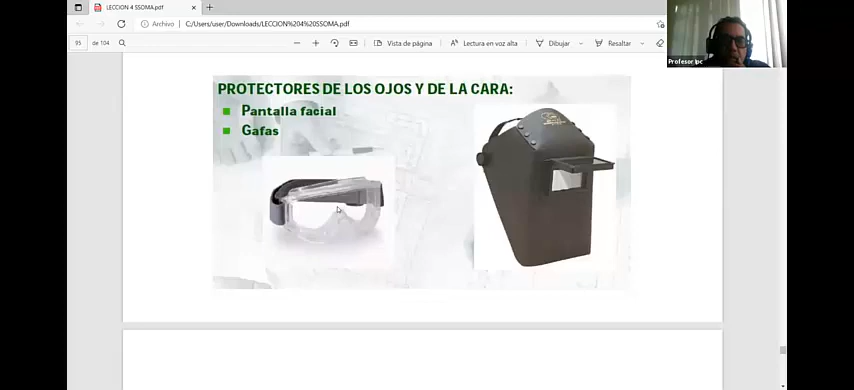 LECCION 4 SSOMA.pdf
Archivo
C:/Users/user/Downloads/LECCION%204%20SSOMA.pdf
95
de 104
Vista de página
Lectura en voz alta
Dibujar
Resaltar
Profesor Ipc
PROTECTORES DE LOS OJOS Y DE LA CARA:
Pantalla facial
Gafas